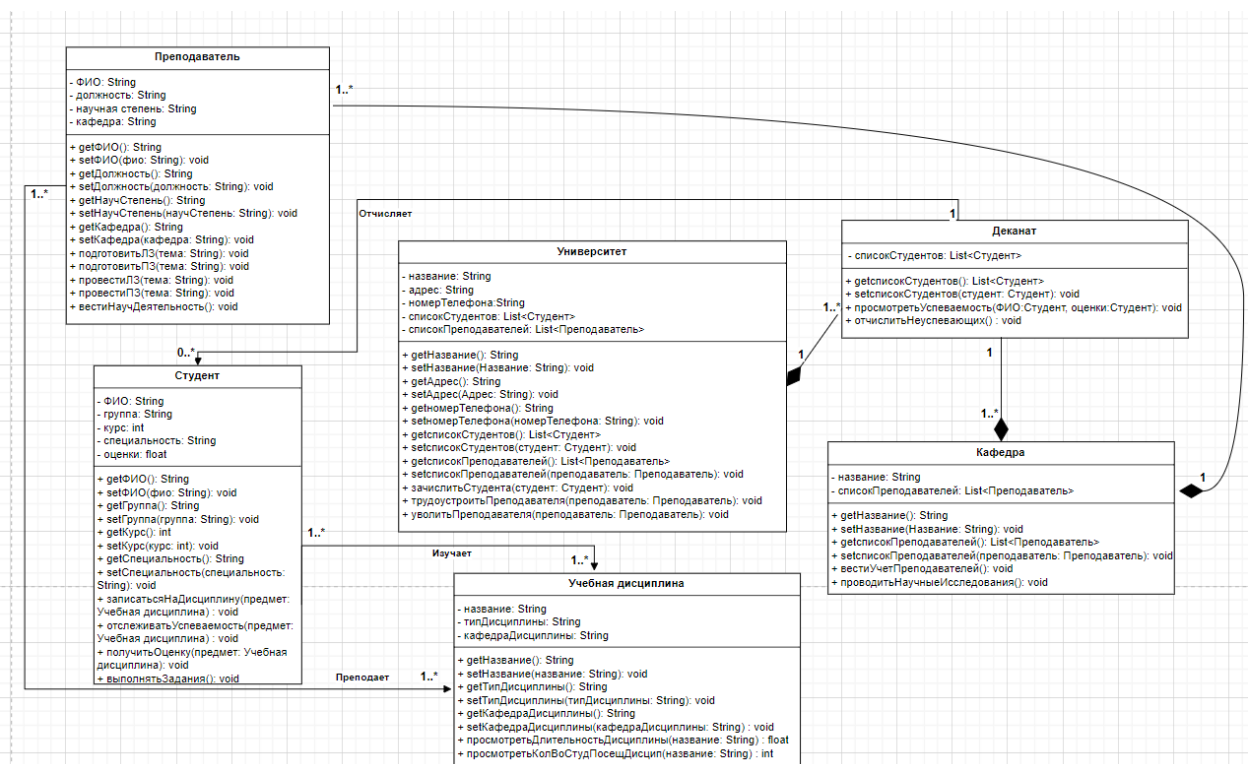 Преподаватель
- ФИО: String
- должность: String
- научная степень: String
- кафедра: String
+ getФИО(): String
+ setФИО(фио: String): void
+ getДолжность(): String
+ setДолжность(должность: String): void
+ getНаучСтепень(): String
+ setНаучСтепень(научСтепень: String): void
+ getКафедра(): String
+ setКафедра(кафедра: String): void
+ подготовитьЛЗ(тема: String): void
+ подготовитьПЗ(тема: String): void
+ провестиЛЗ(тема: String): void
+ провестиПЗ(тема: String): void
+ вестиНаучДеятельность(): void
1..*
1..*
Отчисляет
1
0..*
Деканат
- списокСтудентов: List<Студент>
+ getсписокСтудентов(): List<Студент>
+ setсписокСтудентов(студент: Студент): void
+ просмотретьУспеваемость(ФИО:Студент, оценки:Студент): void
+ отчислитьНеуспевающих() : void
Университет
- название: String
- адрес: String
- номерТелефона:String
- списокСтудентов: List<Студент>
- списокПреподавателей: List<Преподаватель>
+ getНазвание(): String
+ setНазвание(Название: String): void
+ getАдрес(): String
+ setАдрес(Адрес: String): void
+ getномерТелефона(): String
+ setномерТелефона(номерТелефона: String): void
+ getсписокСтудентов(): List<Студент>
+ setсписокСтудентов(студент: Студент): void
+ getсписокПреподавателей(): List<Преподаватель>
+ setсписокПреподавателей(преподаватель: Преподаватель): void
+ зачислитьСтудента(студент: Студент): void
+ трудоустроитьПреподавателя(преподаватель: Преподаватель): void
+ уволитьПреподавателя(преподаватель: Преподаватель): void
1..*
1
1
1..*
1
Студент
- ФИО: String
- группа: String
- курс: int
- специальность: String
- оценки: float
+ getФИО(): String
+ setФИО(фио: String): void
+ getГруппа(): String
+ setГруппа(группа: String): void
+ getКурс(): int
+ setКурс(курс: int): void
+ getСпециальность(): String
+ setСпециальность(специальность:
String): void
+ записатьсяНаДисциплину(предмет:
Учебная дисциплина) : void
+ отслеживатьУспеваемость(предмет:
Учебная дисциплина) : void
+ получитьОценку(предмет: Учебная
дисциплина): void
+ выполнятьЗадания(): void
Кафедра
- название: String
- списокПреподавателей: List<Преподаватель>
+ getНазвание(): String
+ setНазвание(Название: String): void
+ getсписокПреподавателей(): List<Преподаватель>
+ setсписокПреподавателей(преподаватель: Преподаватель): void
+ вестиУчетПреподавателей(): void
+ проводитьНаучныеИсследования(): void
1..*
Изучает
1..*
Преподает
1..*
Учебная дисциплина
- название: String
- типДисциплины: String
- кафедраДисциплины: String
+ getНазвание(): String
+ setНазвание(название: String): void
+ getТипДисциплины(): String
+ setТипДисциплины(типДисциплины: String): void
+ getКафедраДисциплины(): String
+ setКафедраДисциплины(кафедраДисциплины: String) : void
+ просмотретьДлительностьДисциплины(название: String) : float
+ просмотретьКолВоСтудПосещДисцип(название: String) : int